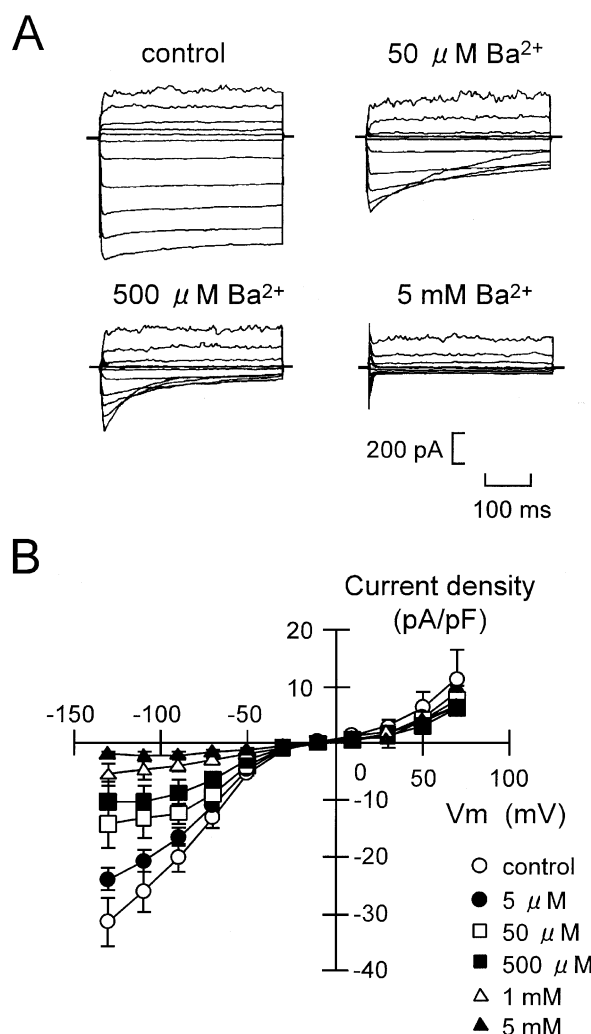 A
control
50 μM Ba²⁺
500 μM Ba²⁺
5 mM Ba²⁺
200 pA
100 ms
B
Current density
(pA/pF)
20
10
-150
-100
-50
0
50
100
-10
-20
-30
-40
Vm (mV)
control
5 μM
50 μM
500 μM
1 mM
5 mM